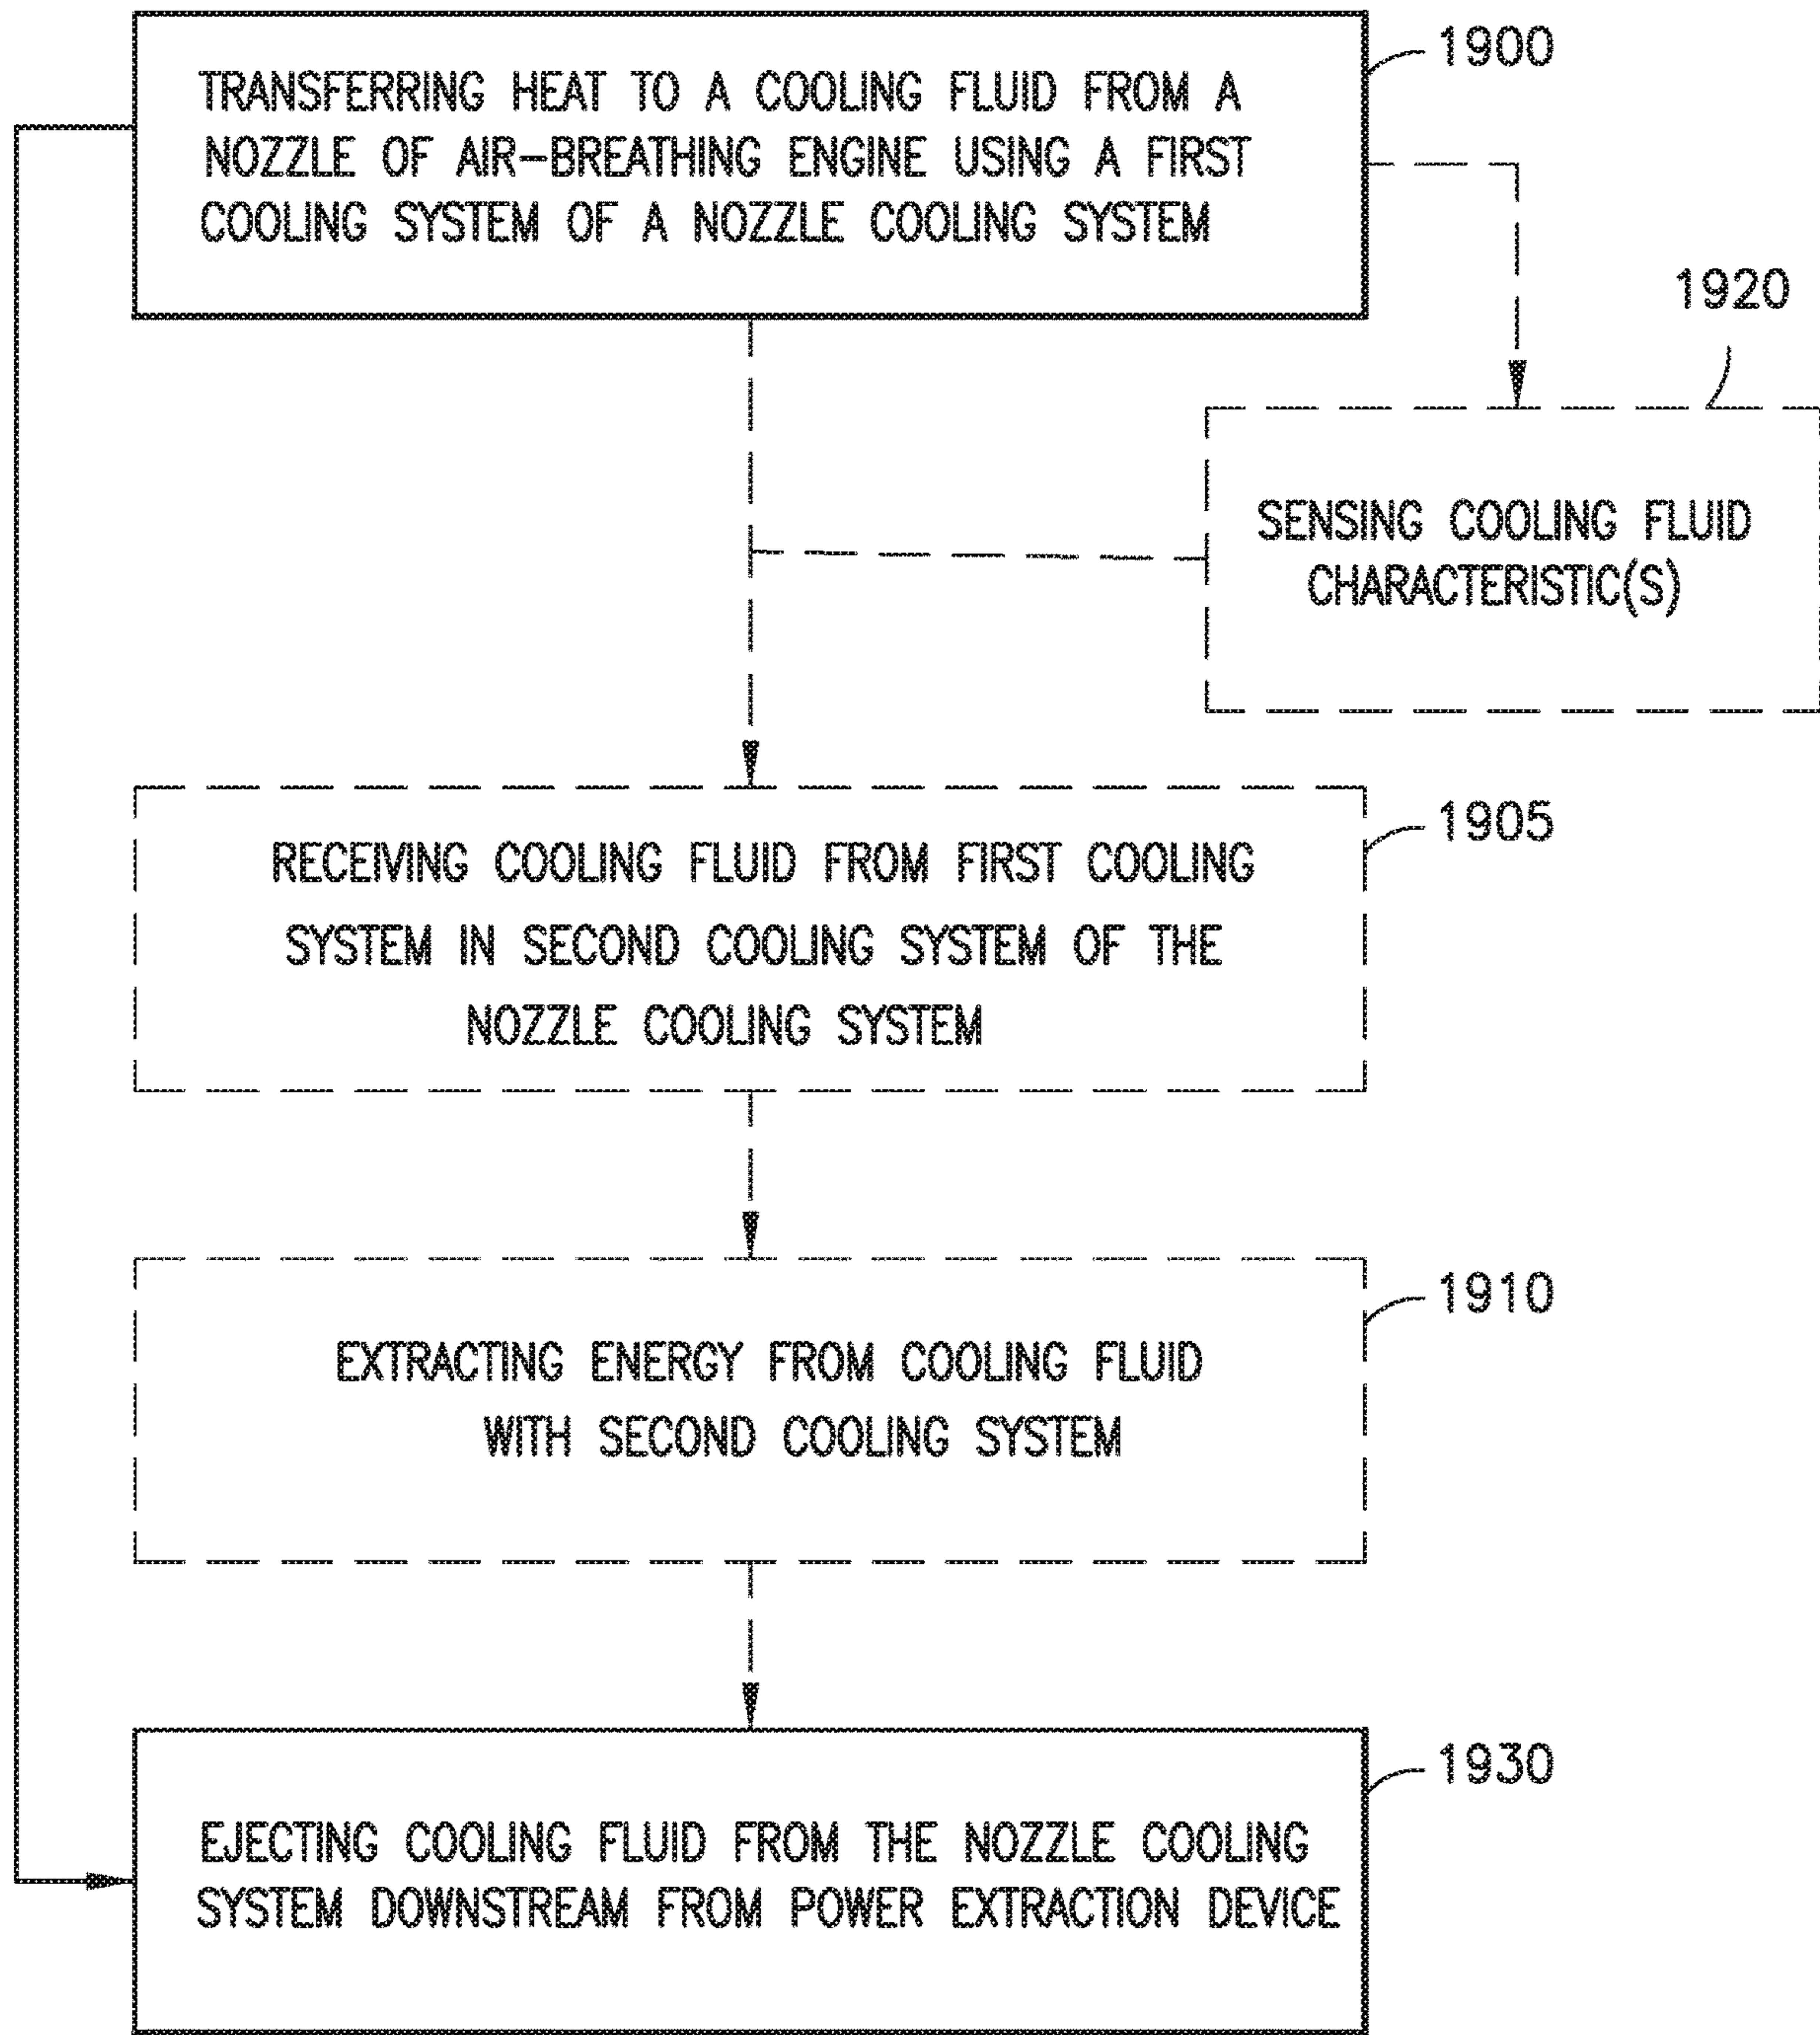 1900
TRANSFERRING HEAT TO A COOLING FLUID FROM A
NOZZLE OF AIR-BREATHING ENGINE USING A FIRST
COOLING SYSTEM OF A NOZZLE COOLING SYSTEM
1920
SENSING COOLING FLUID
CHARACTERISTIC(S)
1905
RECEIVING COOLING FLUID FROM FIRST COOLING
SYSTEM IN SECOND COOLING SYSTEM OF THE
NOZZLE COOLING SYSTEM
1910
EXTRACTING ENERGY FROM COOLING FLUID
WITH SECOND COOLING SYSTEM
1930
EJECTING COOLING FLUID FROM THE NOZZLE COOLING
SYSTEM DOWNSTREAM FROM POWER EXTRACTION DEVICE